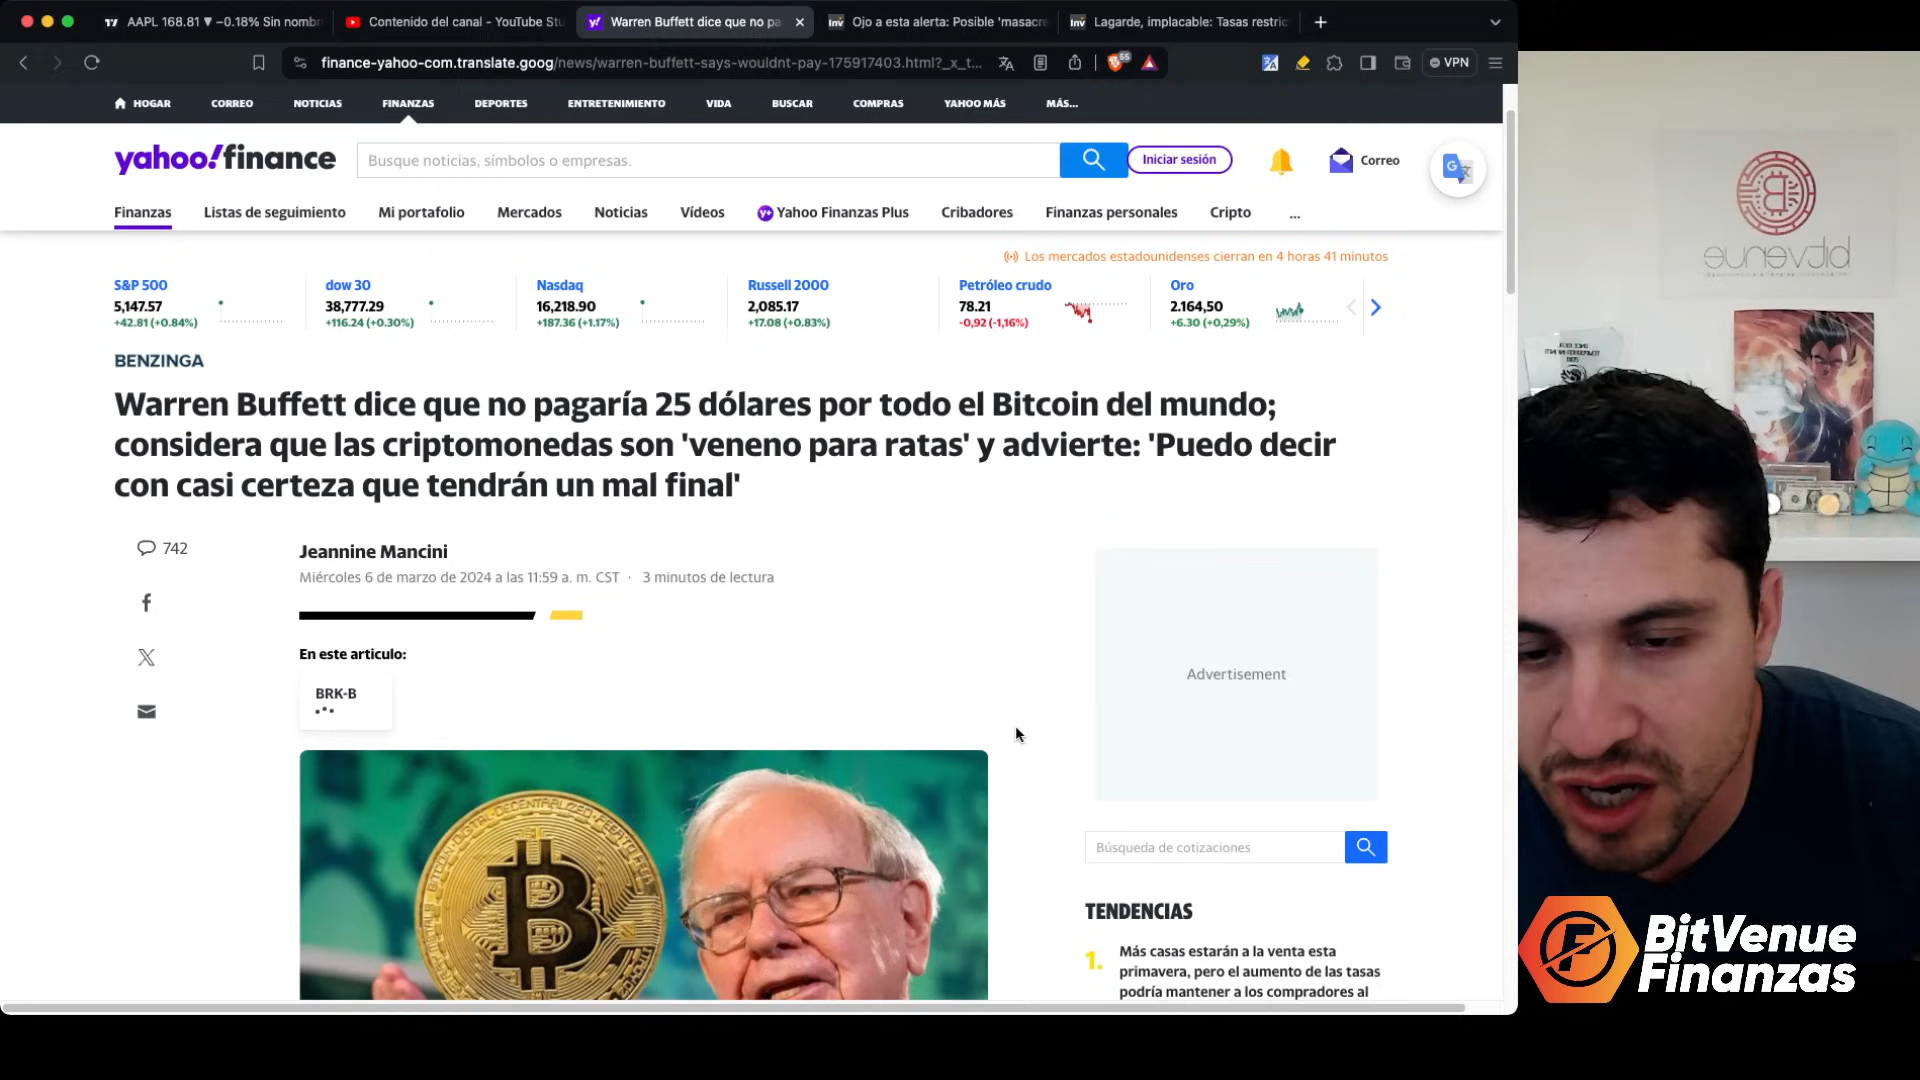 AAPL 168.81 ▼ −0.18% Sin nombr
Contenido del canal - YouTube Stu
Warren Buffett dice que no pa
Ojo a esta alerta: Posible 'masacre
Lagarde, implacable: Tasas restric
finance-yahoo-com.translate.goog/news/warren-buffett-says-wouldnt-pay-175917403.html?_x_t...
55
VPN
HOGAR CORREO NOTICIAS FINANZAS DEPORTES ENTRETENIMIENTO VIDA BUSCAR COMPRAS YAHOO MÁS MÁS...
yahoo!finance
Busque noticias, símbolos o empresas.
Iniciar sesión
Correo
Finanzas Listas de seguimiento Mi portafolio Mercados Noticias Vídeos Yahoo Finanzas Plus Cribadores Finanzas personales Cripto ...
Los mercados estadounidenses cierran en 4 horas 41 minutos
S&P 500
5,147.57
+42.81 (+0.84%)
dow 30
38,777.29
+116.24 (+0.30%)
Nasdaq
16,218.90
+187.36 (+1.17%)
Russell 2000
2,085.17
+17.08 (+0.83%)
Petróleo crudo
78.21
-0,92 (-1,16%)
Oro
2.164,50
+6.30 (+0,29%)
BENZINGA
Warren Buffett dice que no pagaría 25 dólares por todo el Bitcoin del mundo;
considera que las criptomonedas son 'veneno para ratas' y advierte: 'Puedo decir
con casi certeza que tendrán un mal final'
742
Jeannine Mancini
Miércoles 6 de marzo de 2024 a las 11:59 a. m. CST · 3 minutos de lectura
En este articulo:
BRK-B
Advertisement
Búsqueda de cotizaciones
TENDENCIAS
1.
Más casas estarán a la venta esta
primavera, pero el aumento de las tasas
podría mantener a los compradores al
bitvenue
BitVenue
Finanzas